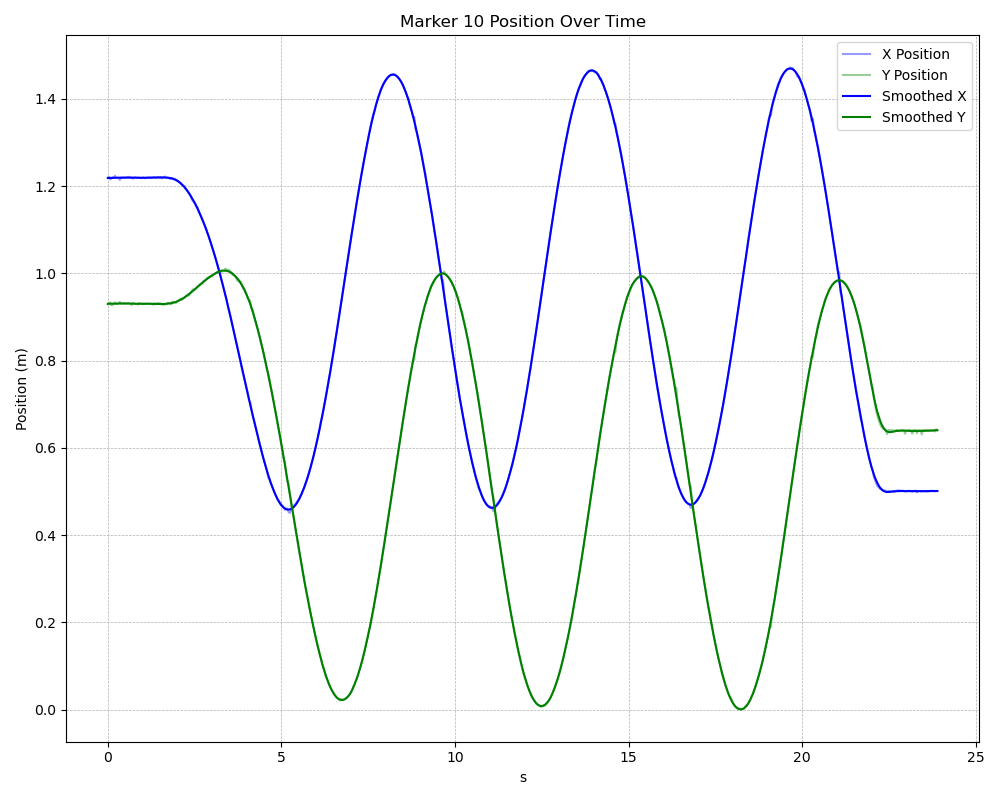 Marker 10 Position Over Time
X Position
Y Position
Smoothed X
Smoothed Y
Position (m)
1.4
1.2
1.0
0.8
0.6
0.4
0.2
0.0
0 5 10 15 20 25
s